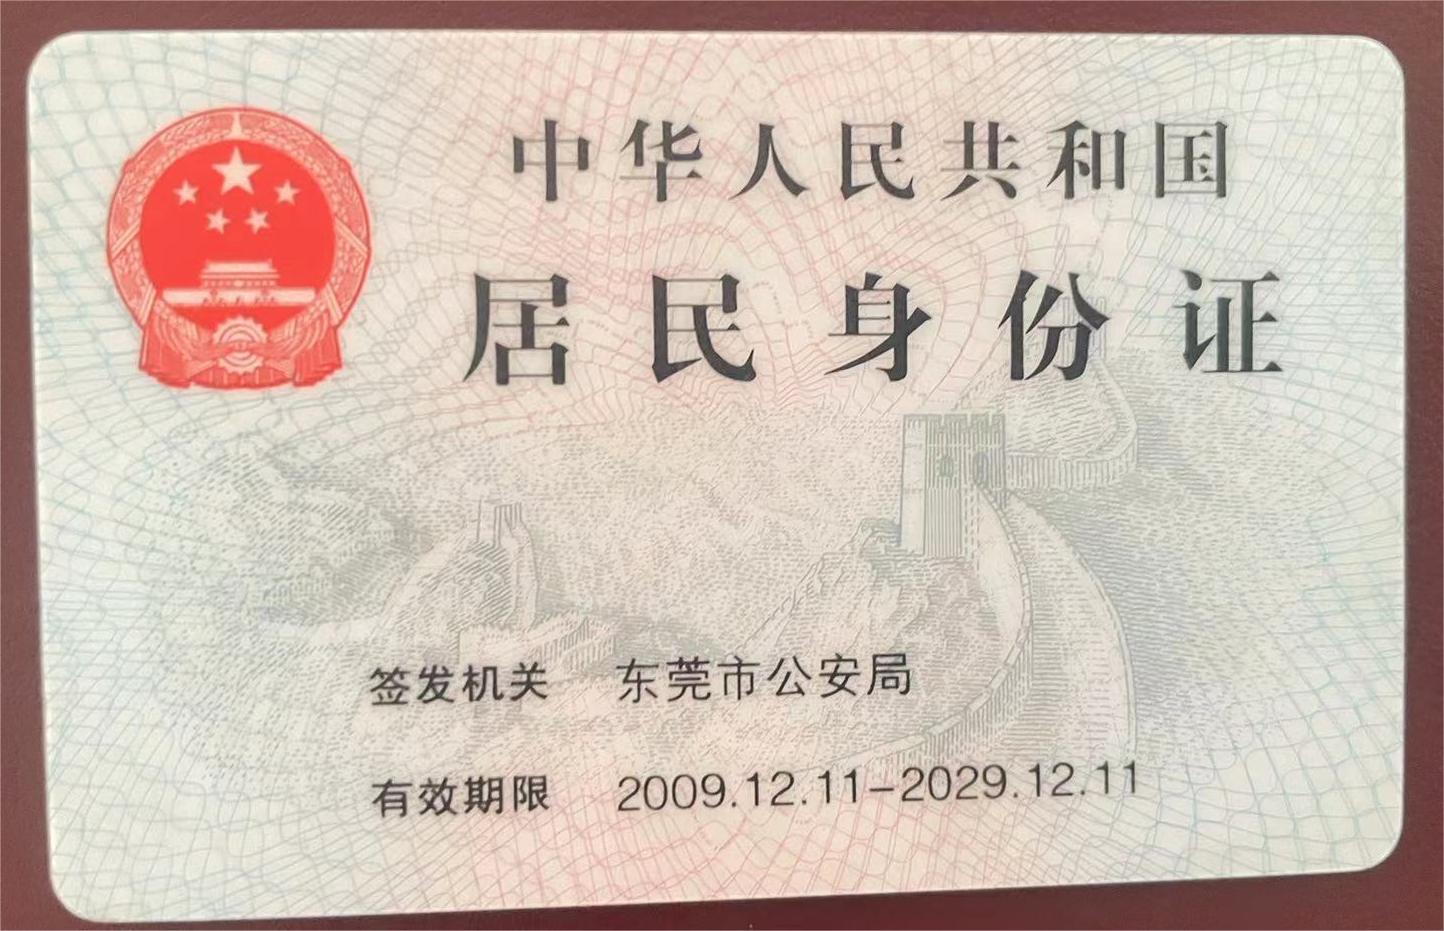 中华人民共和国
居民身份证
签发机关 东莞市公安局
有效期限 2009.12.11-2029.12.11